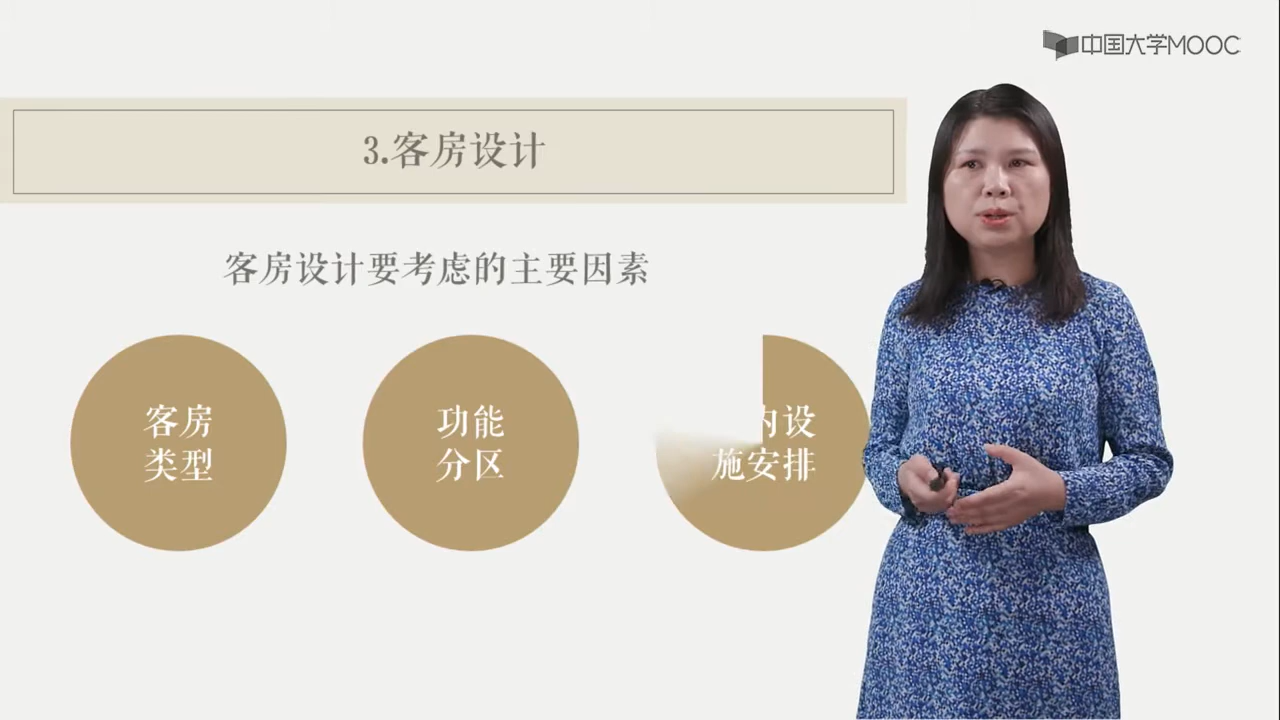 中国大学MOOC
3.客房设计
客房设计要考虑的主要因素
客房
类型
功能
分区
内设
施安排